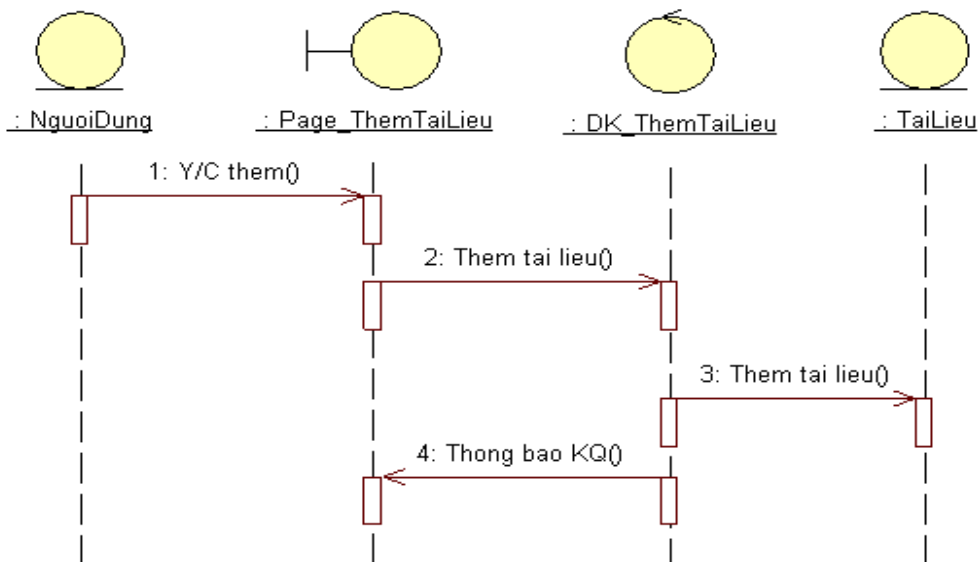 : NguoiDung
: Page_ThemTaiLieu
: DK_ThemTaiLieu
: TaiLieu
1: Y/C them()
2: Them tai lieu()
3: Them tai lieu()
4: Thong bao KQ()